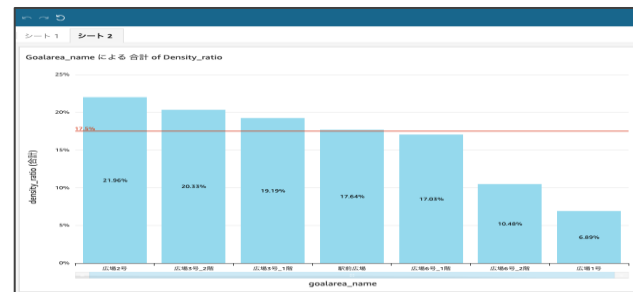 シート 1 シート 2
Goalarea_name による 合計 of Density_ratio
25%
20%
17.5%
15%
10%
5%
0%
density_ratio (合計)
21.96% 20.33% 19.19% 17.64% 17.03% 10.48% 6.89%
広場2号 広場3号_2階 広場3号_1階 駅前広場 広場6号_1階 広場6号_2階 広場1号
goalarea_name